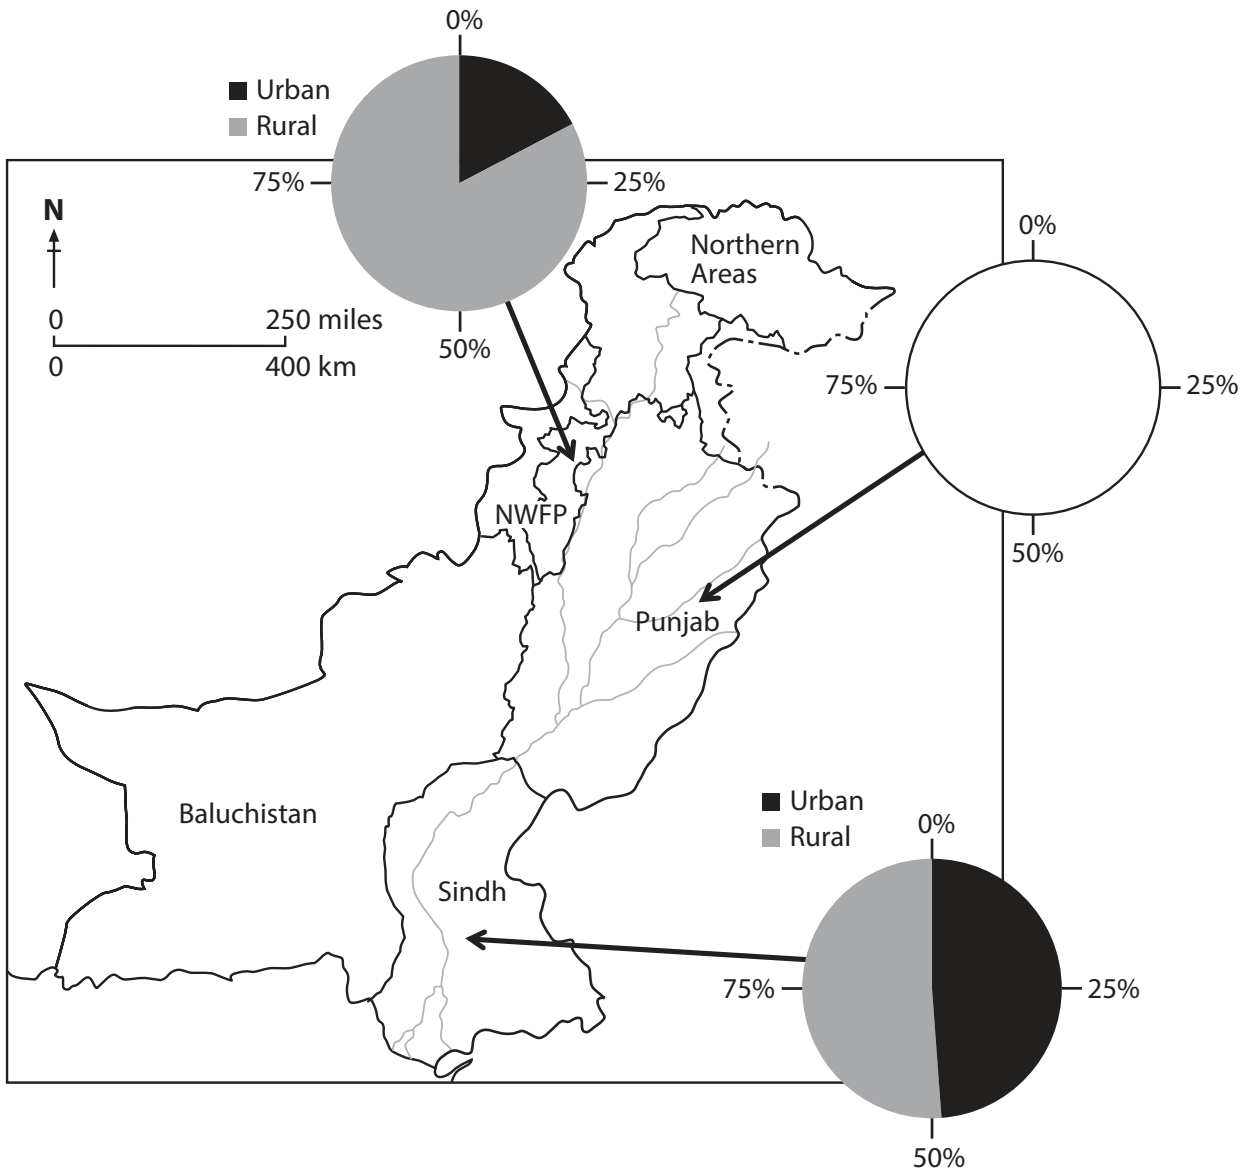 0%
Urban
Rural
75%
25%
50%
N
0
250 miles
0
400 km
Northern
Areas
0%
75%
25%
50%
NWFP
Punjab
Baluchistan
Sindh
Urban
Rural
0%
75%
25%
50%